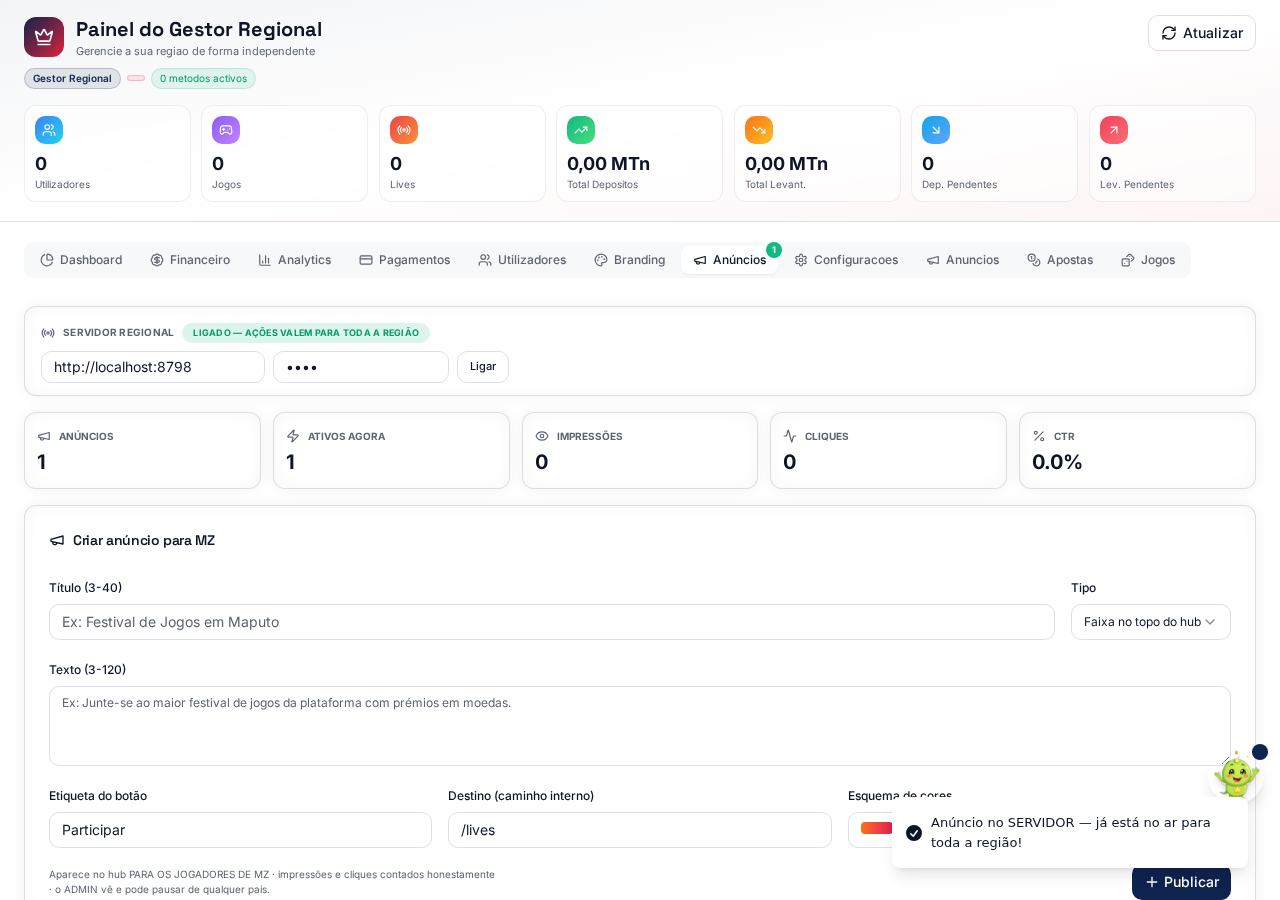 Painel do Gestor Regional
Gerencie a sua regiao de forma independente
Atualizar
Gestor Regional
0 metodos activos
0
Utilizadores
0
Jogos
0
Lives
0,00 MTn
Total Depositos
0,00 MTn
Total Levant.
0
Dep. Pendentes
0
Lev. Pendentes
Dashboard
Financeiro
Analytics
Pagamentos
Utilizadores
Branding
Anúncios
1
Configuracoes
Anuncios
Apostas
Jogos
SERVIDOR REGIONAL
LIGADO — AÇÕES VALEM PARA TODA A REGIÃO
http://localhost:8798
••••
Ligar
ANÚNCIOS
1
ATIVOS AGORA
1
IMPRESSÕES
0
CLIQUES
0
CTR
0.0%
Criar anúncio para MZ
Título (3-40)
Tipo
Ex: Festival de Jogos em Maputo
Faixa no topo do hub
Texto (3-120)
Ex: Junte-se ao maior festival de jogos da plataforma com prémios em moedas.
Etiqueta do botão
Destino (caminho interno)
Esquema de cores
Participar
/lives
Anúncio no SERVIDOR — já está no ar para
toda a região!
Aparece no hub PARA OS JOGADORES DE MZ · impressões e cliques contados honestamente
· o ADMIN vê e pode pausar de qualquer país.
Publicar